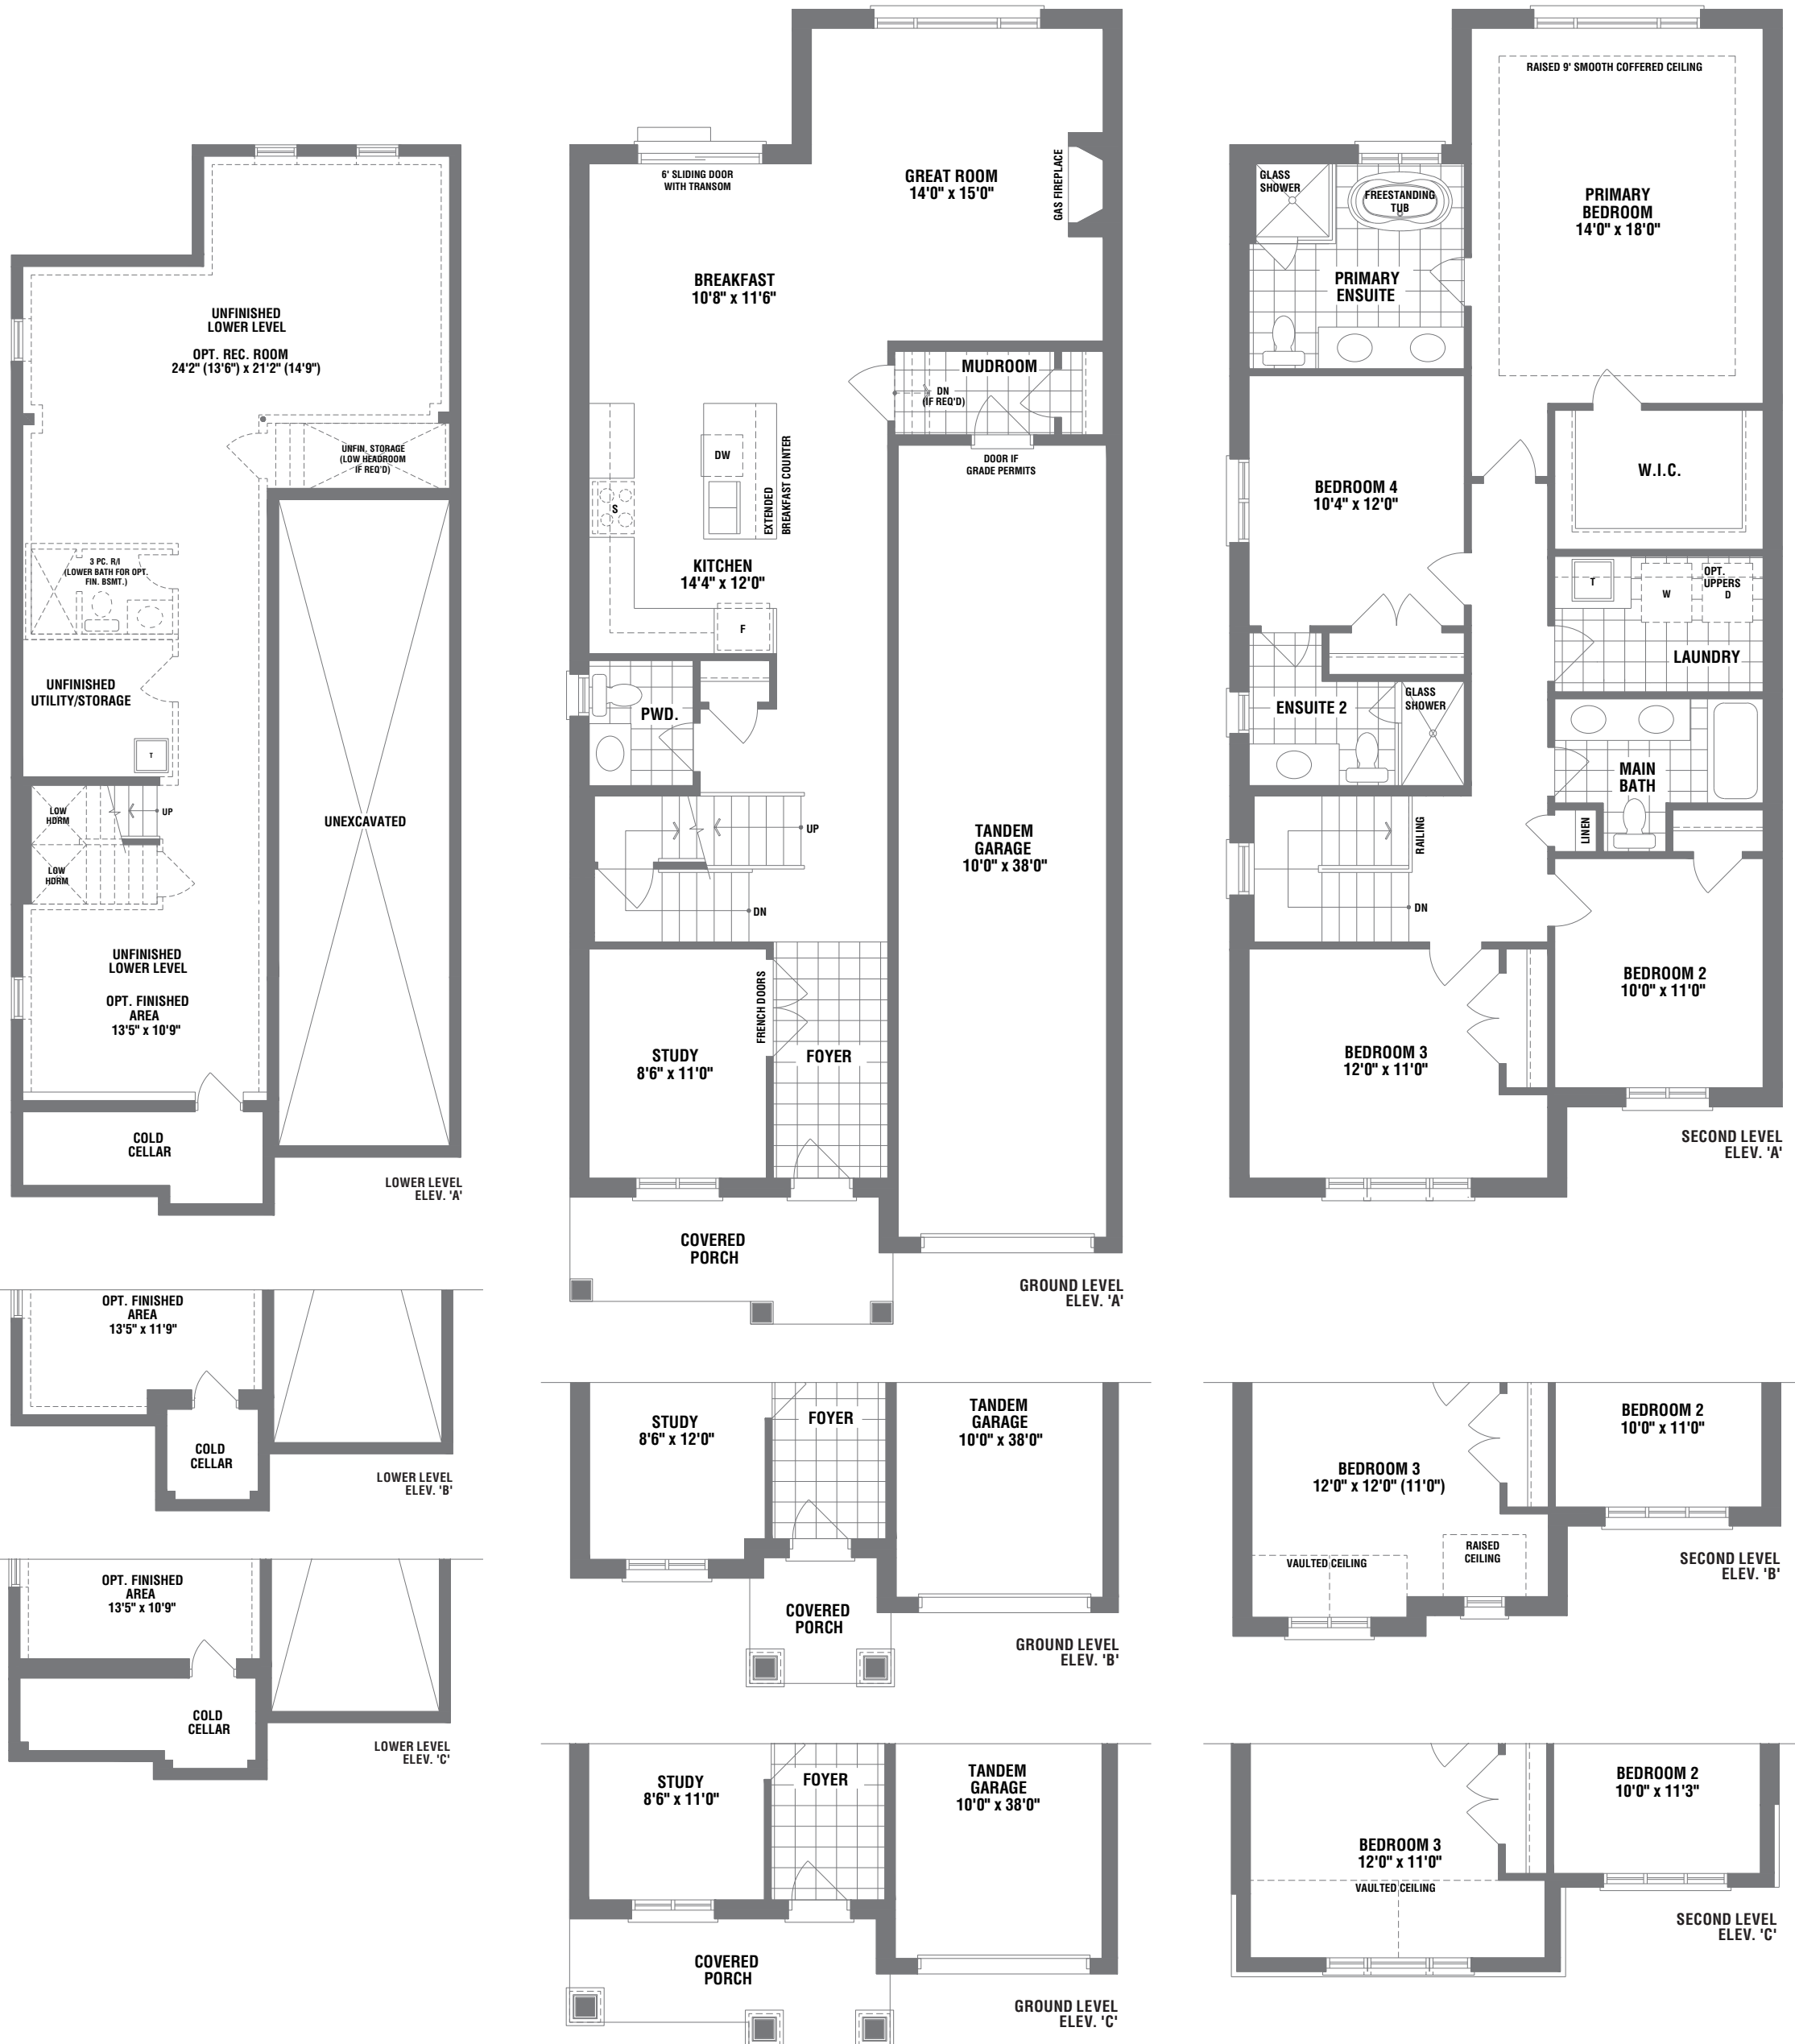 UNFINISHED
LOWER LEVEL
OPT. REC. ROOM
24'2" (13'6") x 21'2" (14'9")
UNFIN. STORAGE
(LOW HEADROOM
IF REQ'D)
3 PC. R/I
(LOWER BATH FOR OPT.
FIN. BSMT.)
UNFINISHED
UTILITY/STORAGE
T
LOW
HDRM
UP
LOW
HDRM
UNEXCAVATED
UNFINISHED
LOWER LEVEL
OPT. FINISHED
AREA
13'5" x 10'9"
COLD
CELLAR
LOWER LEVEL
ELEV. 'A'
OPT. FINISHED
AREA
13'5" x 11'9"
COLD
CELLAR
LOWER LEVEL
ELEV. 'B'
OPT. FINISHED
AREA
13'5" x 10'9"
COLD
CELLAR
LOWER LEVEL
ELEV. 'C'
6' SLIDING DOOR
WITH TRANSOM
GREAT ROOM
14'0" x 15'0"
GAS FIREPLACE
BREAKFAST
10'8" x 11'6"
MUDROOM
DN
(IF REQ'D)
DOOR IF
GRADE PERMITS
DW
S
EXTENDED
BREAKFAST COUNTER
KITCHEN
14'4" x 12'0"
F
PWD.
UP
DN
TANDEM
GARAGE
10'0" x 38'0"
FRENCH DOORS
STUDY
8'6" x 11'0"
FOYER
COVERED
PORCH
GROUND LEVEL
ELEV. 'A'
STUDY
8'6" x 12'0"
FOYER
TANDEM
GARAGE
10'0" x 38'0"
COVERED
PORCH
GROUND LEVEL
ELEV. 'B'
STUDY
8'6" x 11'0"
FOYER
TANDEM
GARAGE
10'0" x 38'0"
COVERED
PORCH
GROUND LEVEL
ELEV. 'C'
RAISED 9' SMOOTH COFFERED CEILING
GLASS
SHOWER
FREESTANDING
TUB
PRIMARY
BEDROOM
14'0" x 18'0"
PRIMARY
ENSUITE
W.I.C.
BEDROOM 4
10'4" x 12'0"
T
W
OPT.
UPPERS
D
LAUNDRY
ENSUITE 2
GLASS
SHOWER
MAIN
BATH
LINEN
RAILING
DN
BEDROOM 2
10'0" x 11'0"
BEDROOM 3
12'0" x 11'0"
SECOND LEVEL
ELEV. 'A'
BEDROOM 2
10'0" x 11'0"
BEDROOM 3
12'0" x 12'0" (11'0")
VAULTED CEILING
RAISED
CEILING
SECOND LEVEL
ELEV. 'B'
BEDROOM 2
10'0" x 11'3"
BEDROOM 3
12'0" x 11'0"
VAULTED CEILING
SECOND LEVEL
ELEV. 'C'